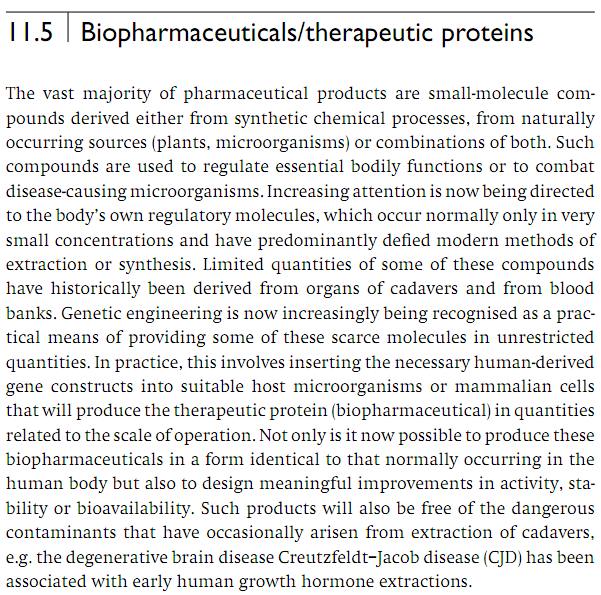 11.5 Biopharmaceuticals/therapeutic proteins
The vast majority of pharmaceutical products are small-molecule com-
pounds derived either from synthetic chemical processes, from naturally
occurring sources (plants, microorganisms) or combinations of both. Such
compounds are used to regulate essential bodily functions or to combat
disease-causing microorganisms. Increasing attention is now being directed
to the body's own regulatory molecules, which occur normally only in very
small concentrations and have predominantly defied modern methods of
extraction or synthesis. Limited quantities of some of these compounds
have historically been derived from organs of cadavers and from blood
banks. Genetic engineering is now increasingly being recognised as a prac-
tical means of providing some of these scarce molecules in unrestricted
quantities. In practice, this involves inserting the necessary human-derived
gene constructs into suitable host microorganisms or mammalian cells
that will produce the therapeutic protein (biopharmaceutical) in quantities
related to the scale of operation. Not only is it now possible to produce these
biopharmaceuticals in a form identical to that normally occurring in the
human body but also to design meaningful improvements in activity, sta-
bility or bioavailability. Such products will also be free of the dangerous
contaminants that have occasionally arisen from extraction of cadavers,
e.g. the degenerative brain disease Creutzfeldt–Jacob disease (CJD) has been
associated with early human growth hormone extractions.